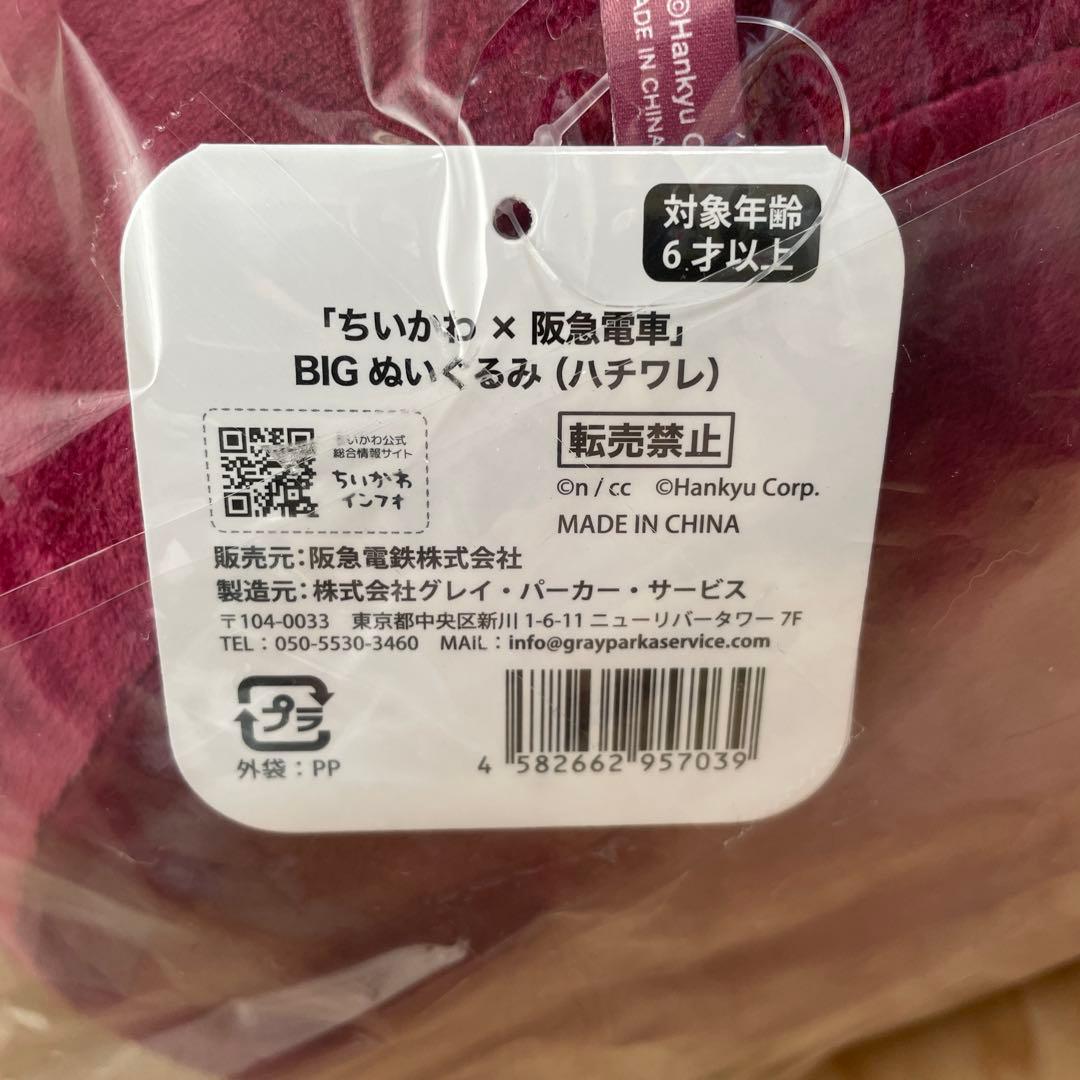 ©Hankyu C
ADE IN CHINA
対象年齢
6才以上
「ちいかわ × 阪急電車」
BIG ぬいぐるみ（ハチワレ）
ちいかわ公式
総合情報サイト
ちいかわ
インフォ
転売禁止
©n / cc ©Hankyu Corp.
MADE IN CHINA
販売元：阪急電鉄株式会社
製造元：株式会社グレイ・パーカー・サービス
〒104-0033 東京都中央区新川 1-6-11 ニューリバータワー 7F
TEL：050-5530-3460 MAIL：info@grayparkaservice.com
プラ
外袋：PP
4 582662 957039